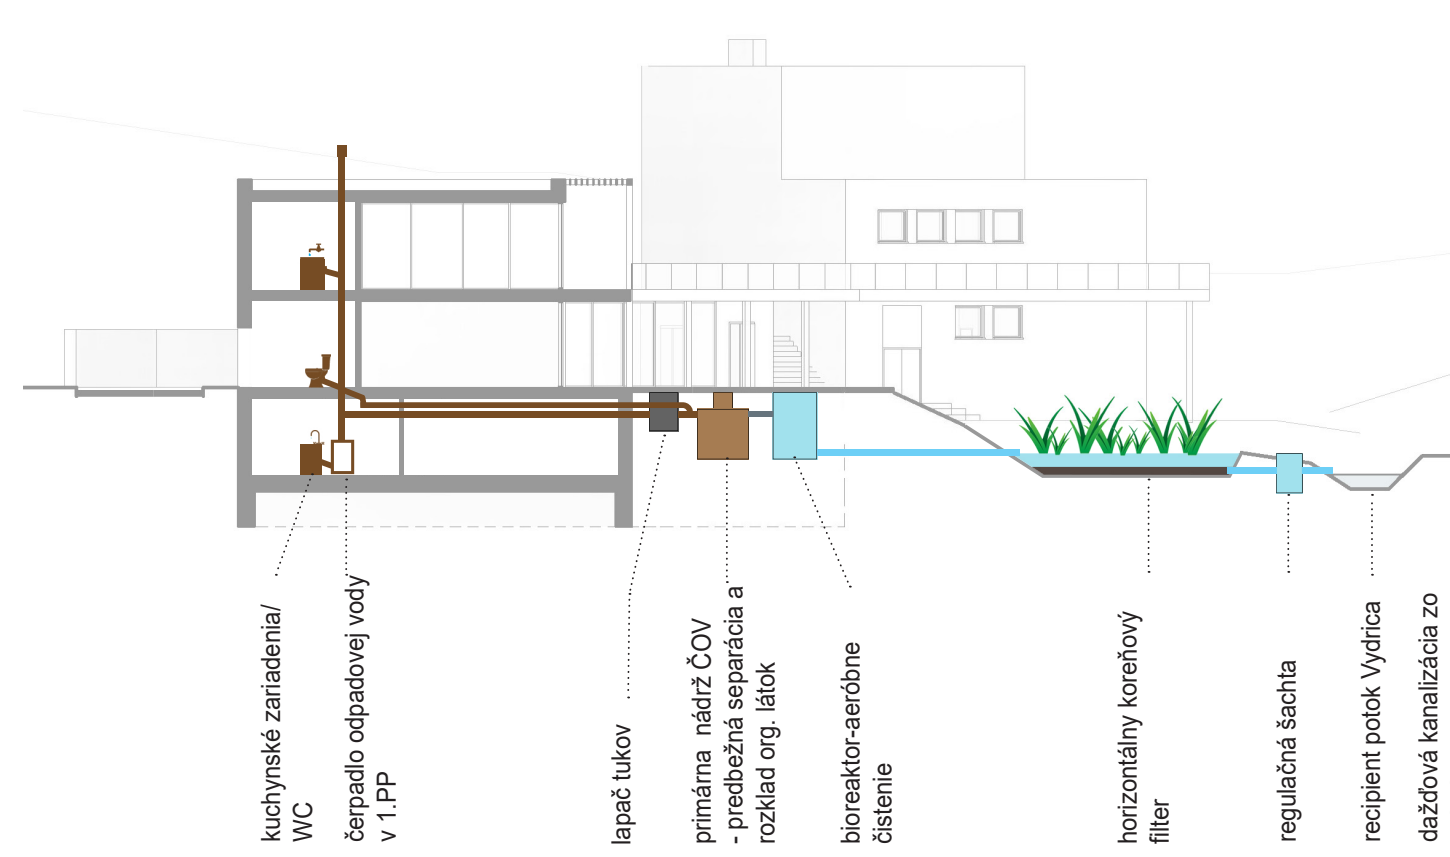 kuchynské zariadenia/
WC
čerpadlo odpadovej vody
v 1.PP
lapač tukov
primárna nádrž ČOV
- predbežná separácia a
rozklad org. látok
bioreaktor-aeróbne
čistenie
horizontálny koreňový
filter
regulačná šachta
recipient potok Vydrica
dažďová kanalizácia zo